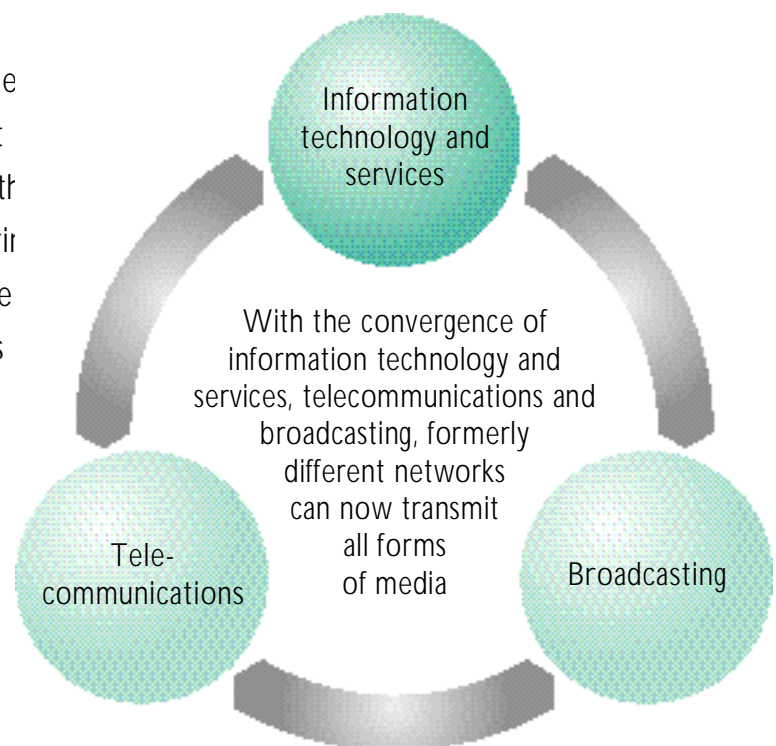 Information
technology and
services
With the convergence of
information technology and
services, telecommunications and
broadcasting, formerly
different networks
can now transmit
all forms
of media
Tele-
communications
Broadcasting